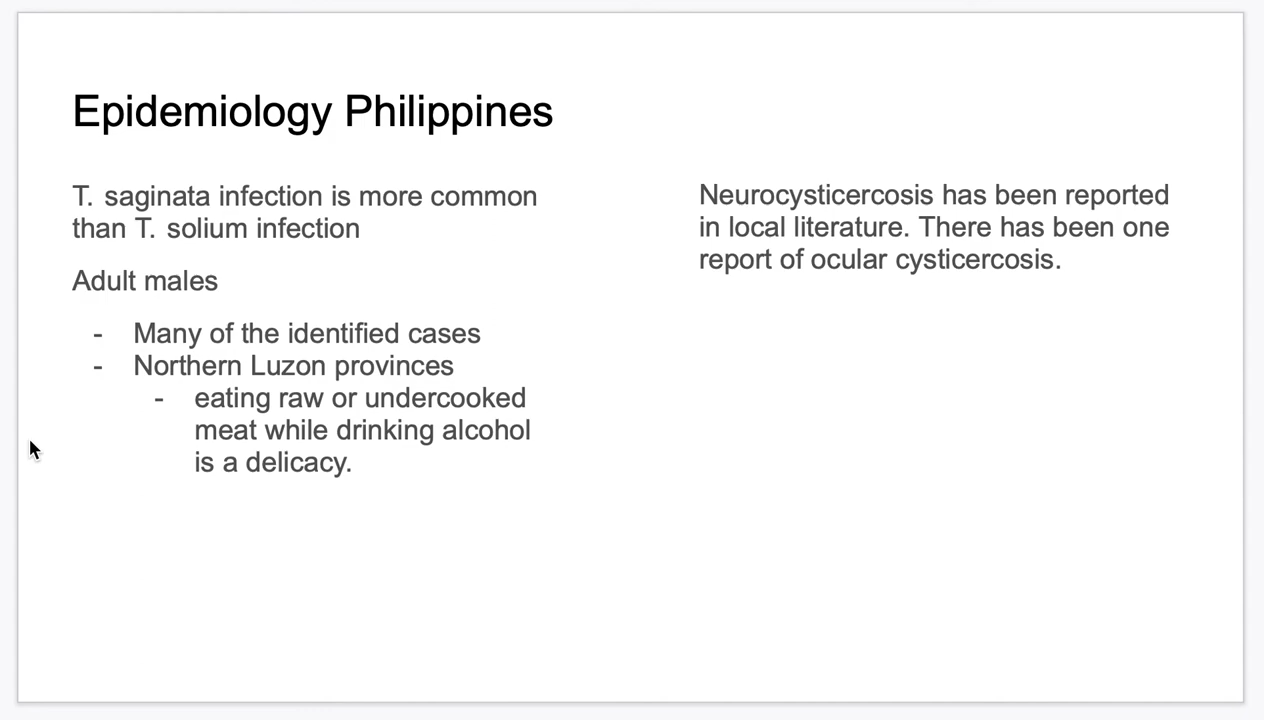 Epidemiology Philippines
T. saginata infection is more common
than T. solium infection
Adult males
- Many of the identified cases
- Northern Luzon provinces
- eating raw or undercooked
meat while drinking alcohol
is a delicacy.
Neurocysticercosis has been reported
in local literature. There has been one
report of ocular cysticercosis.